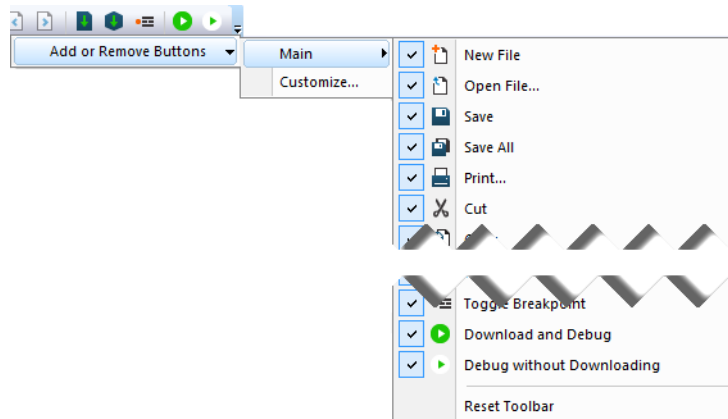 Add or Remove Buttons
Main
Customize...
New File
Open File...
Save
Save All
Print...
Cut
Toggle Breakpoint
Download and Debug
Debug without Downloading
Reset Toolbar